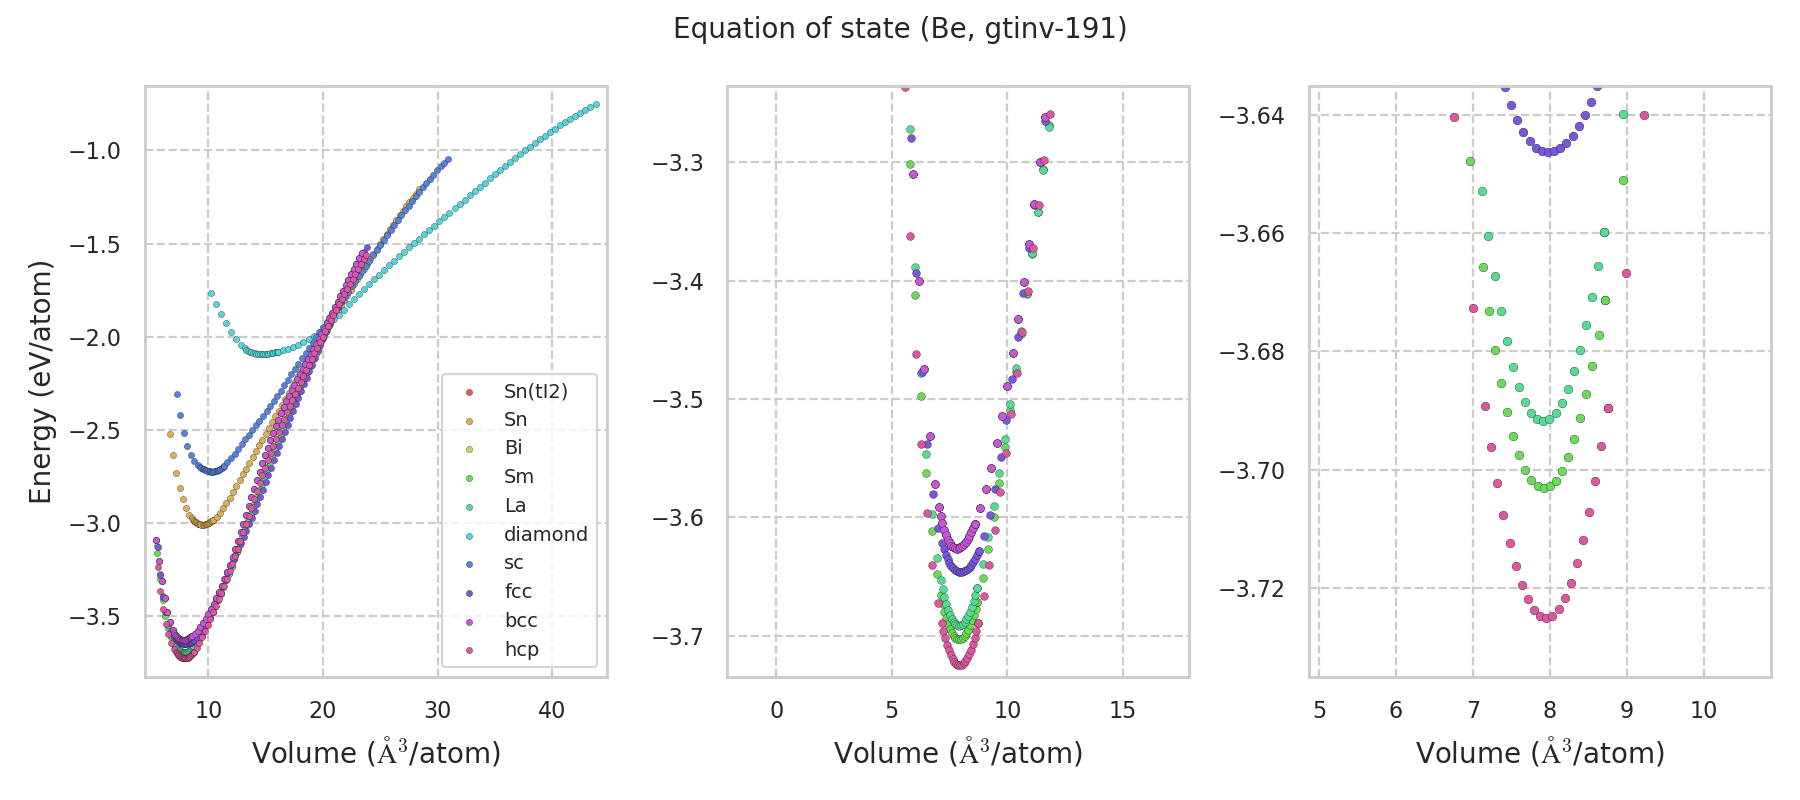 Equation of state (Be, gtinv-191)
Energy (eV/atom)
−1.0
−1.5
−2.0
−2.5
−3.0
−3.5
10 20 30 40
Volume (Å³/atom)
Sn(tI2)
Sn
Bi
Sm
La
diamond
sc
fcc
bcc
hcp
−3.3
−3.4
−3.5
−3.6
−3.7
0 5 10 15
Volume (Å³/atom)
−3.64
−3.66
−3.68
−3.70
−3.72
5 6 7 8 9 10
Volume (Å³/atom)